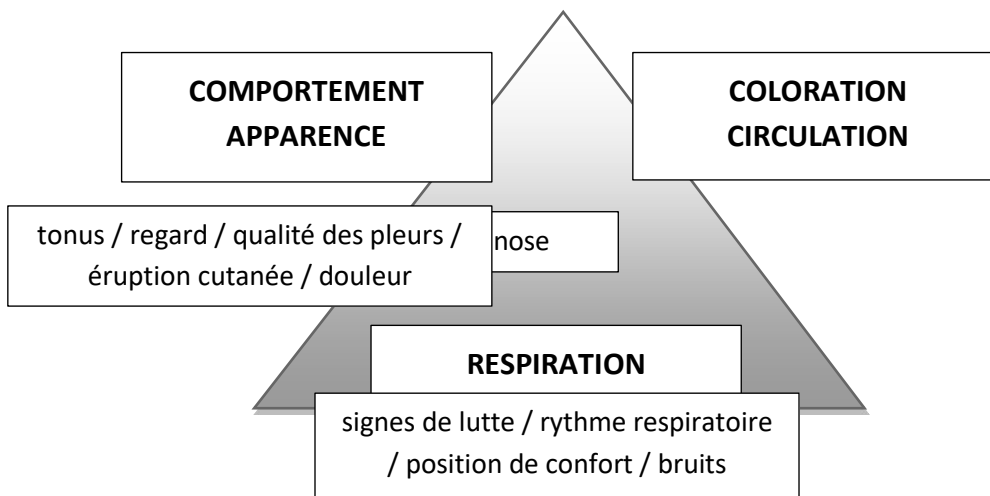 COMPORTEMENT
APPARENCE
COLORATION
CIRCULATION
tonus / regard / qualité des pleurs /
éruption cutanée / douleur
nose
RESPIRATION
signes de lutte / rythme respiratoire
/ position de confort / bruits